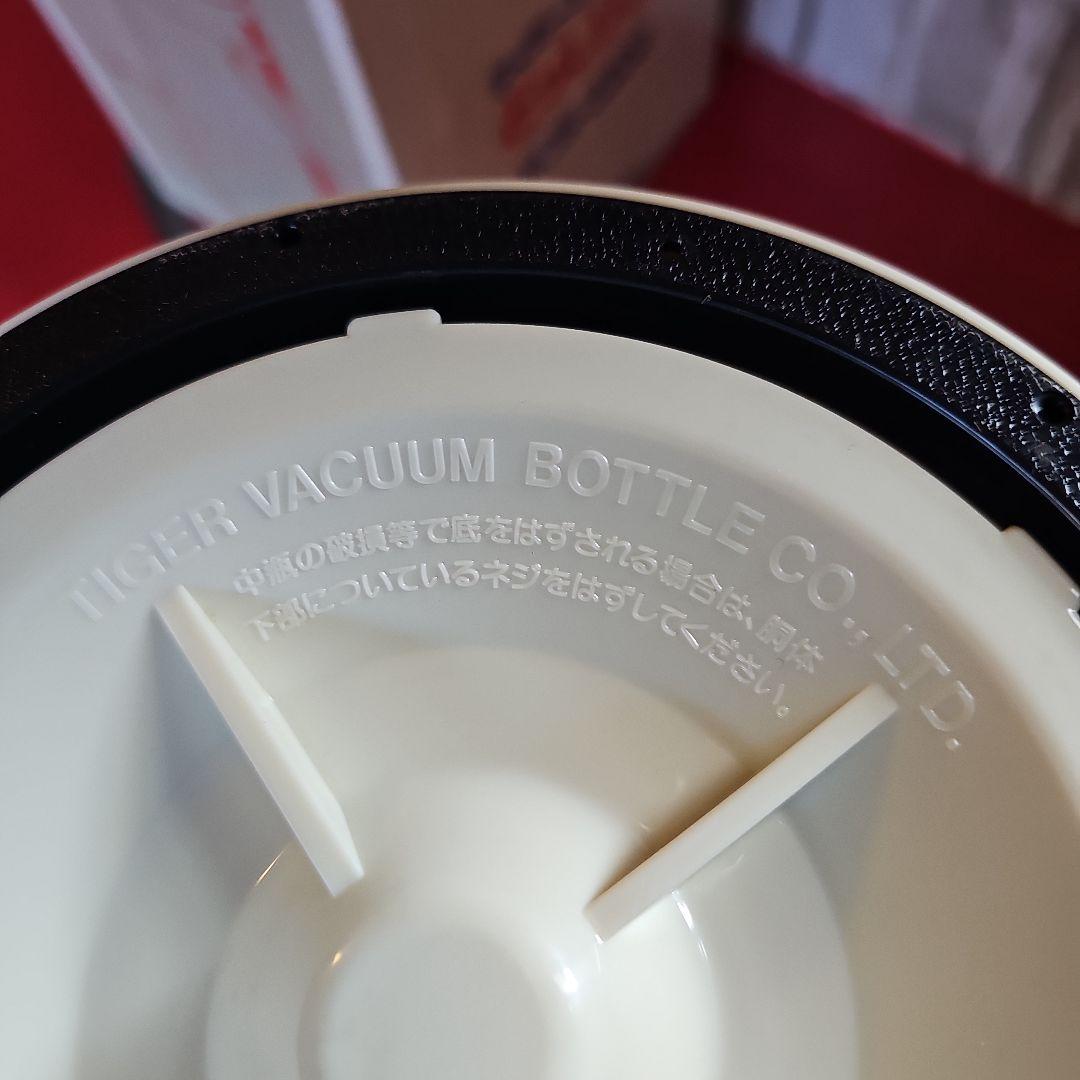 TIGER VACUUM BOTTLE CO., LTD.
中瓶の破損等で底をはずされる場合は、胴体
下部についているネジをはずしてください。